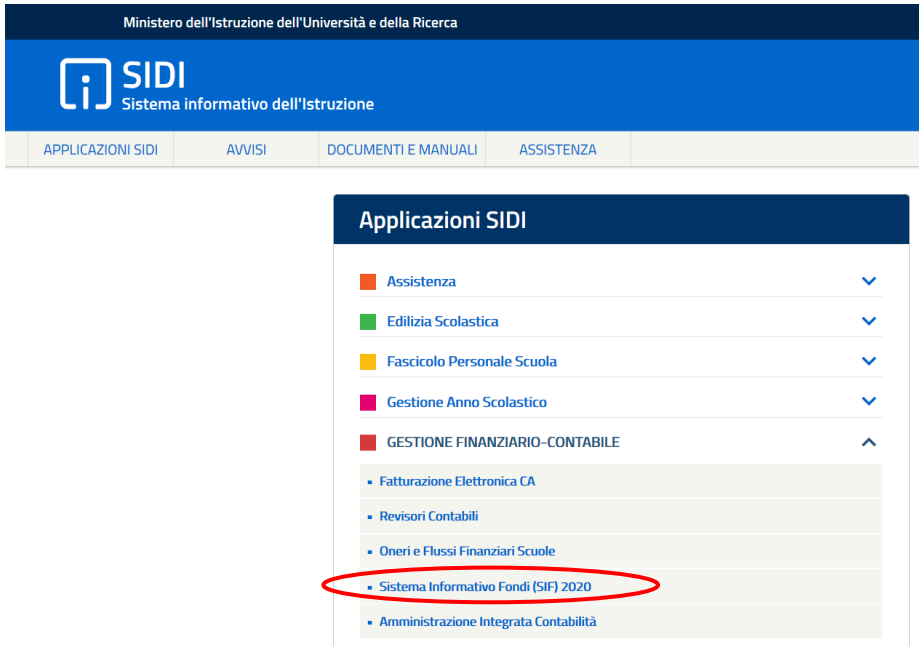 Ministero dell'Istruzione dell'Università e della Ricerca
SIDI
Sistema informativo dell'Istruzione
APPLICAZIONI SIDI AVVISI DOCUMENTI E MANUALI ASSISTENZA
Applicazioni SIDI
Assistenza
Edilizia Scolastica
Fascicolo Personale Scuola
Gestione Anno Scolastico
GESTIONE FINANZIARIO-CONTABILE
Fatturazione Elettronica CA
Revisori Contabili
Oneri e Flussi Finanziari Scuole
Sistema Informativo Fondi (SIF) 2020
Amministrazione Integrata Contabilità